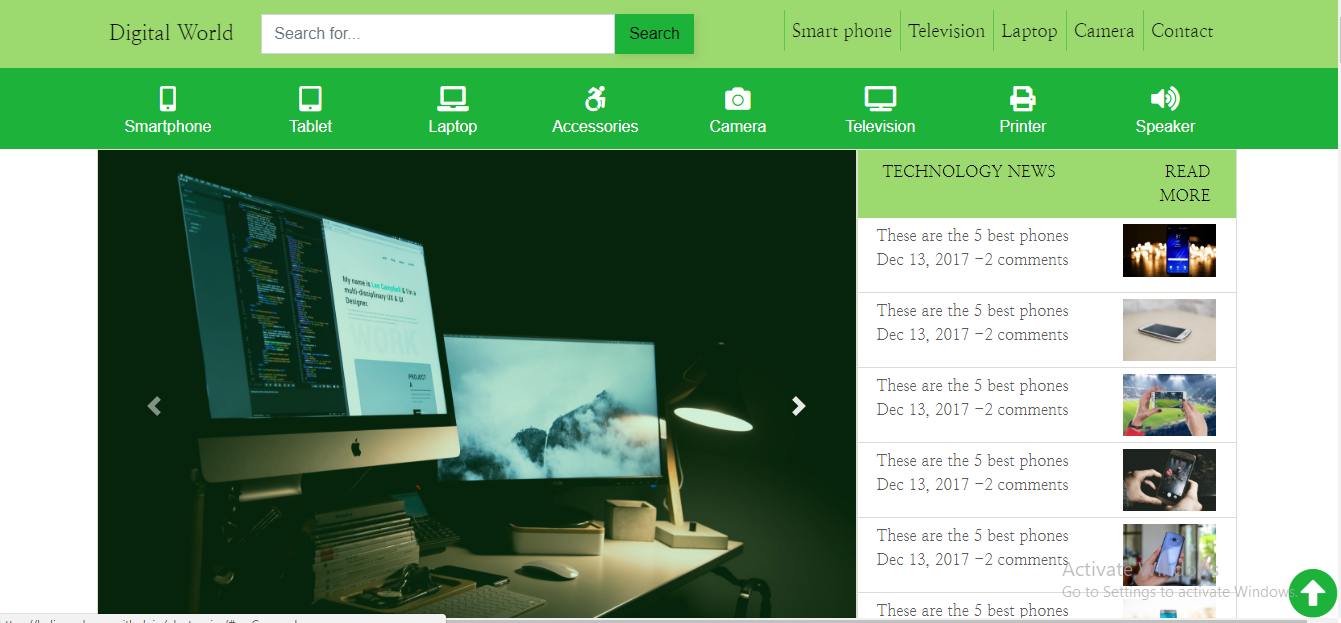 Digital World
Search for...
Search
Smart phone
Television
Laptop
Camera
Contact
Smartphone
Tablet
Laptop
Accessories
Camera
Television
Printer
Speaker
My name is Leo Campbell & I'm a
multi-disciplinary UX & UI
Designer.
WORK
PROJECT
A
TECHNOLOGY NEWS
READ
MORE
These are the 5 best phones
Dec 13, 2017 -2 comments
These are the 5 best phones
Dec 13, 2017 -2 comments
These are the 5 best phones
Dec 13, 2017 -2 comments
These are the 5 best phones
Dec 13, 2017 -2 comments
These are the 5 best phones
Dec 13, 2017 -2 comments
These are the 5 best phones
Activate Windows
Go to Settings to activate Windows.